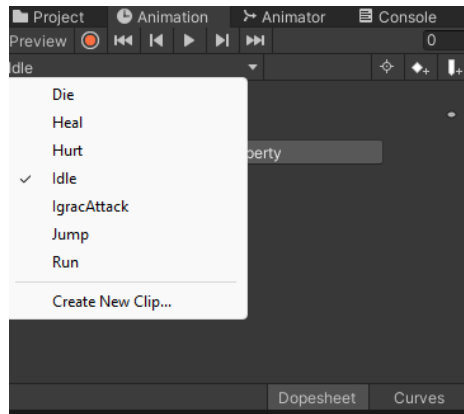 Project Animation Animator Console
Preview 0
Idle
Die
Heal
Hurt
perty
Idle
IgracAttack
Jump
Run
Create New Clip...
Dopesheet Curves